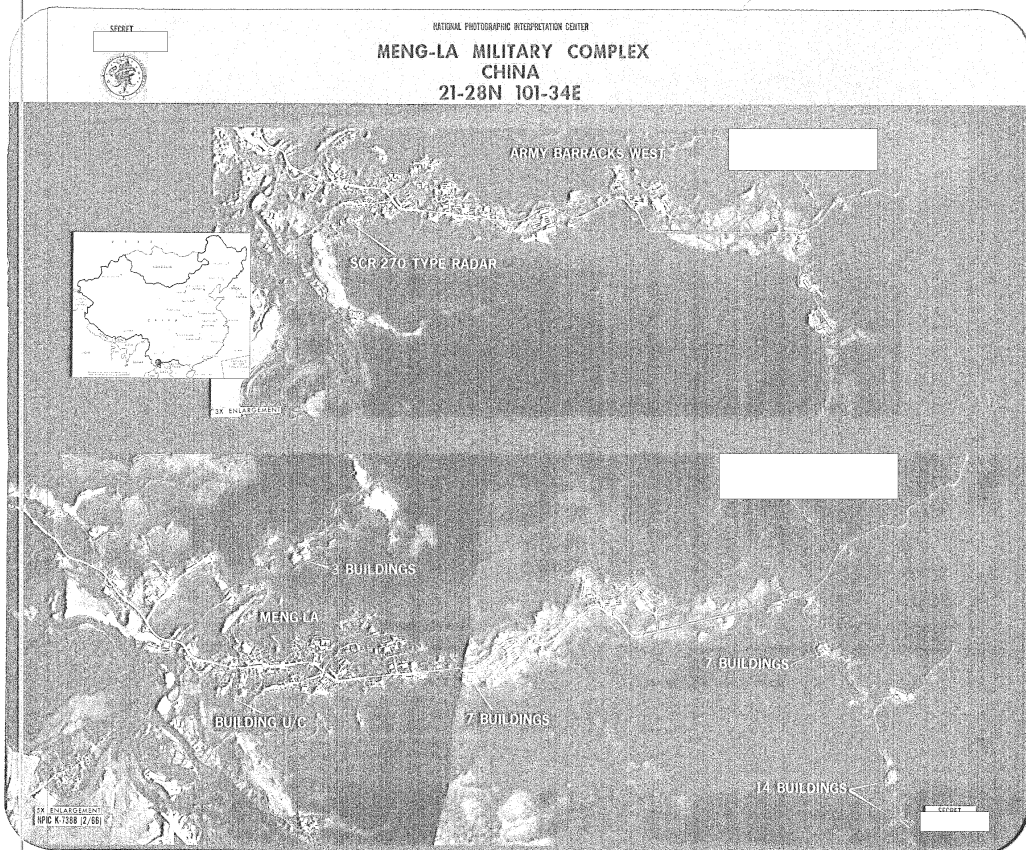 SECRET
NATIONAL PHOTOGRAPHIC INTERPRETATION CENTER
MENG-LA MILITARY COMPLEX
CHINA
21-28N 101-34E
ARMY BARRACKS WEST
SCR 270 TYPE RADAR
3X ENLARGEMENT
3 BUILDINGS
MENG-LA
7 BUILDINGS
BUILDING U/C
7 BUILDINGS
14 BUILDINGS
5X ENLARGEMENT
NPIC K-7388 (2/66)
SECRET